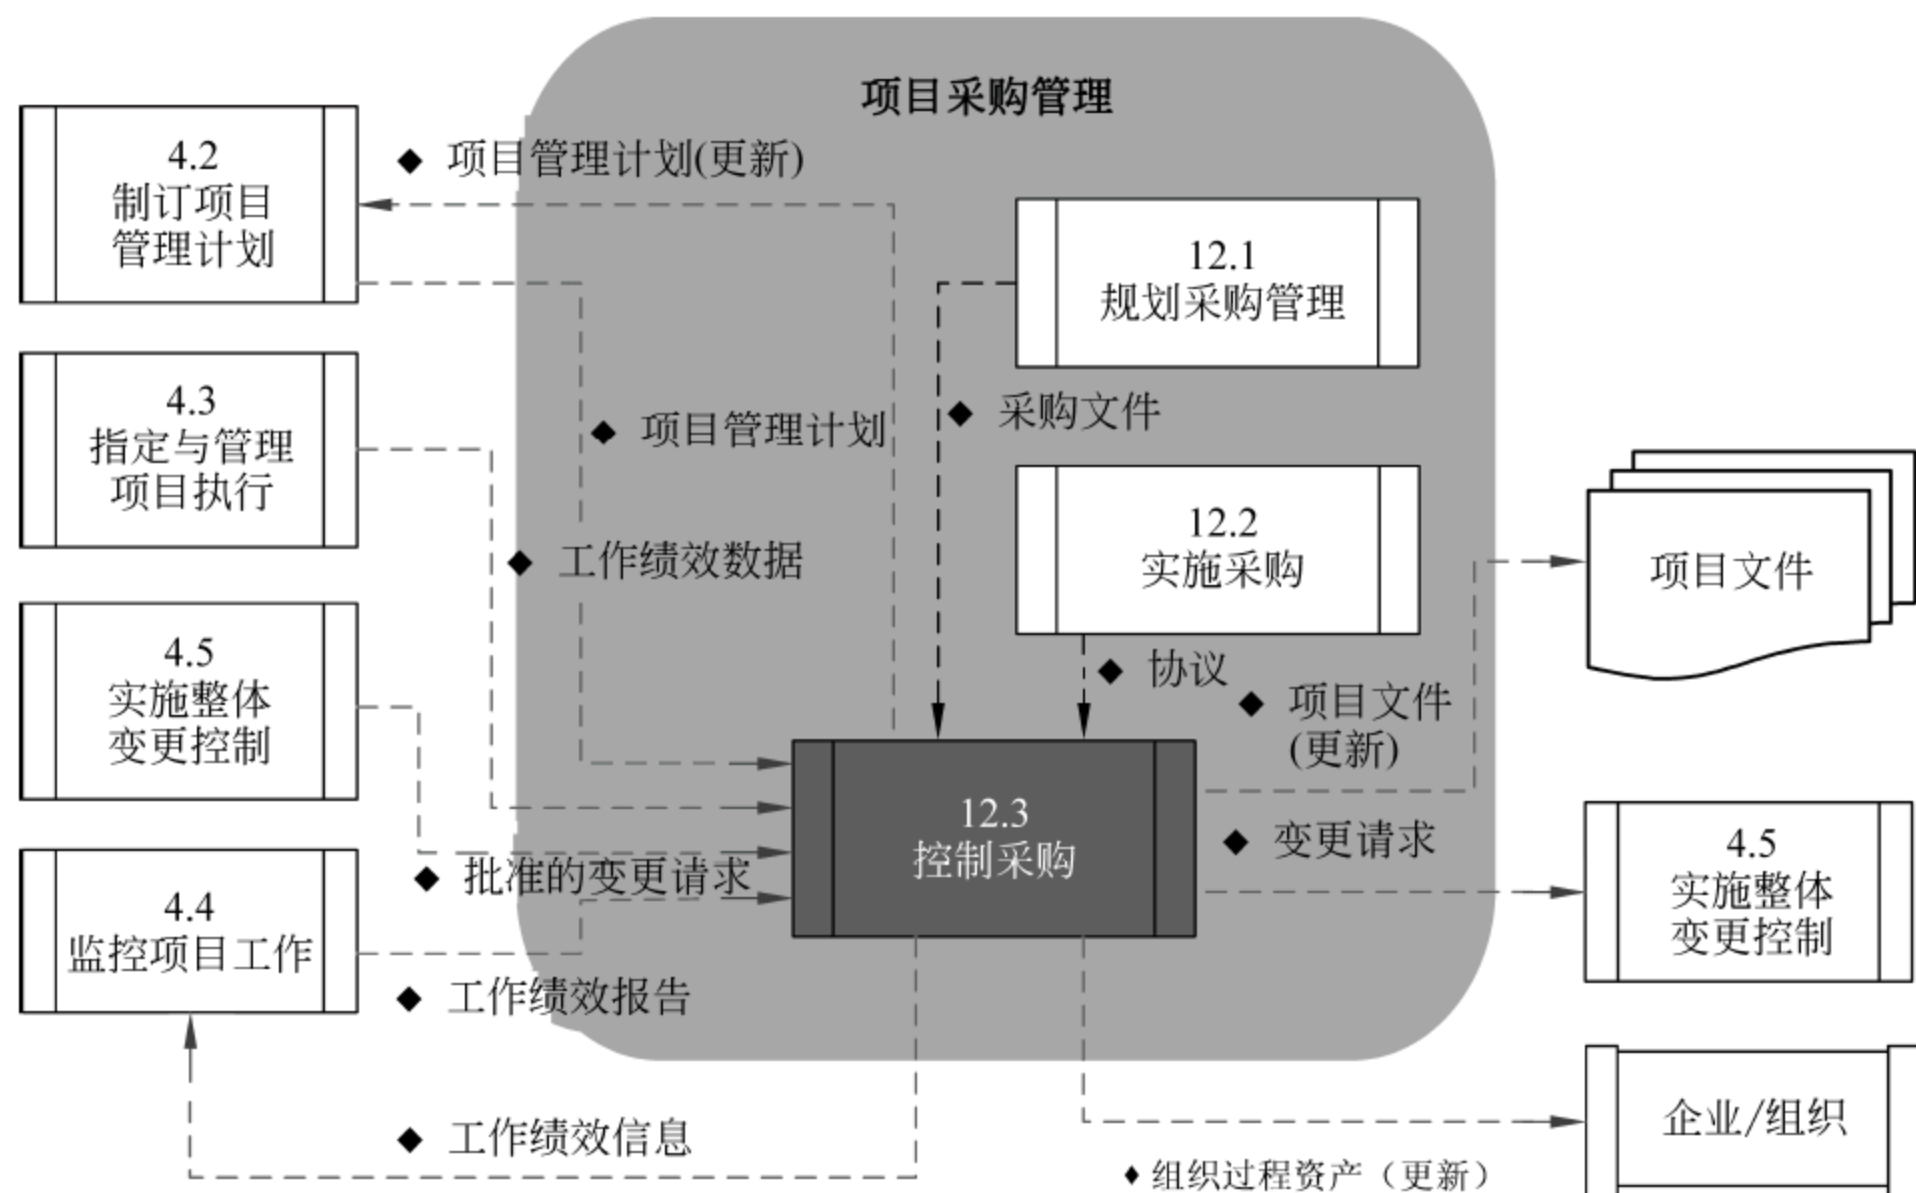 项目采购管理
4.2
制订项目
管理计划
◆ 项目管理计划(更新)
12.1
规划采购管理
4.3
指定与管理
项目执行
◆ 项目管理计划
◆ 采购文件
12.2
实施采购
◆ 工作绩效数据
项目文件
4.5
实施整体
变更控制
◆ 协议
◆ 项目文件
(更新)
12.3
控制采购
◆ 变更请求
4.5
实施整体
变更控制
◆ 批准的变更请求
4.4
监控项目工作
◆ 工作绩效报告
◆ 工作绩效信息
企业/组织
♦ 组织过程资产（更新）